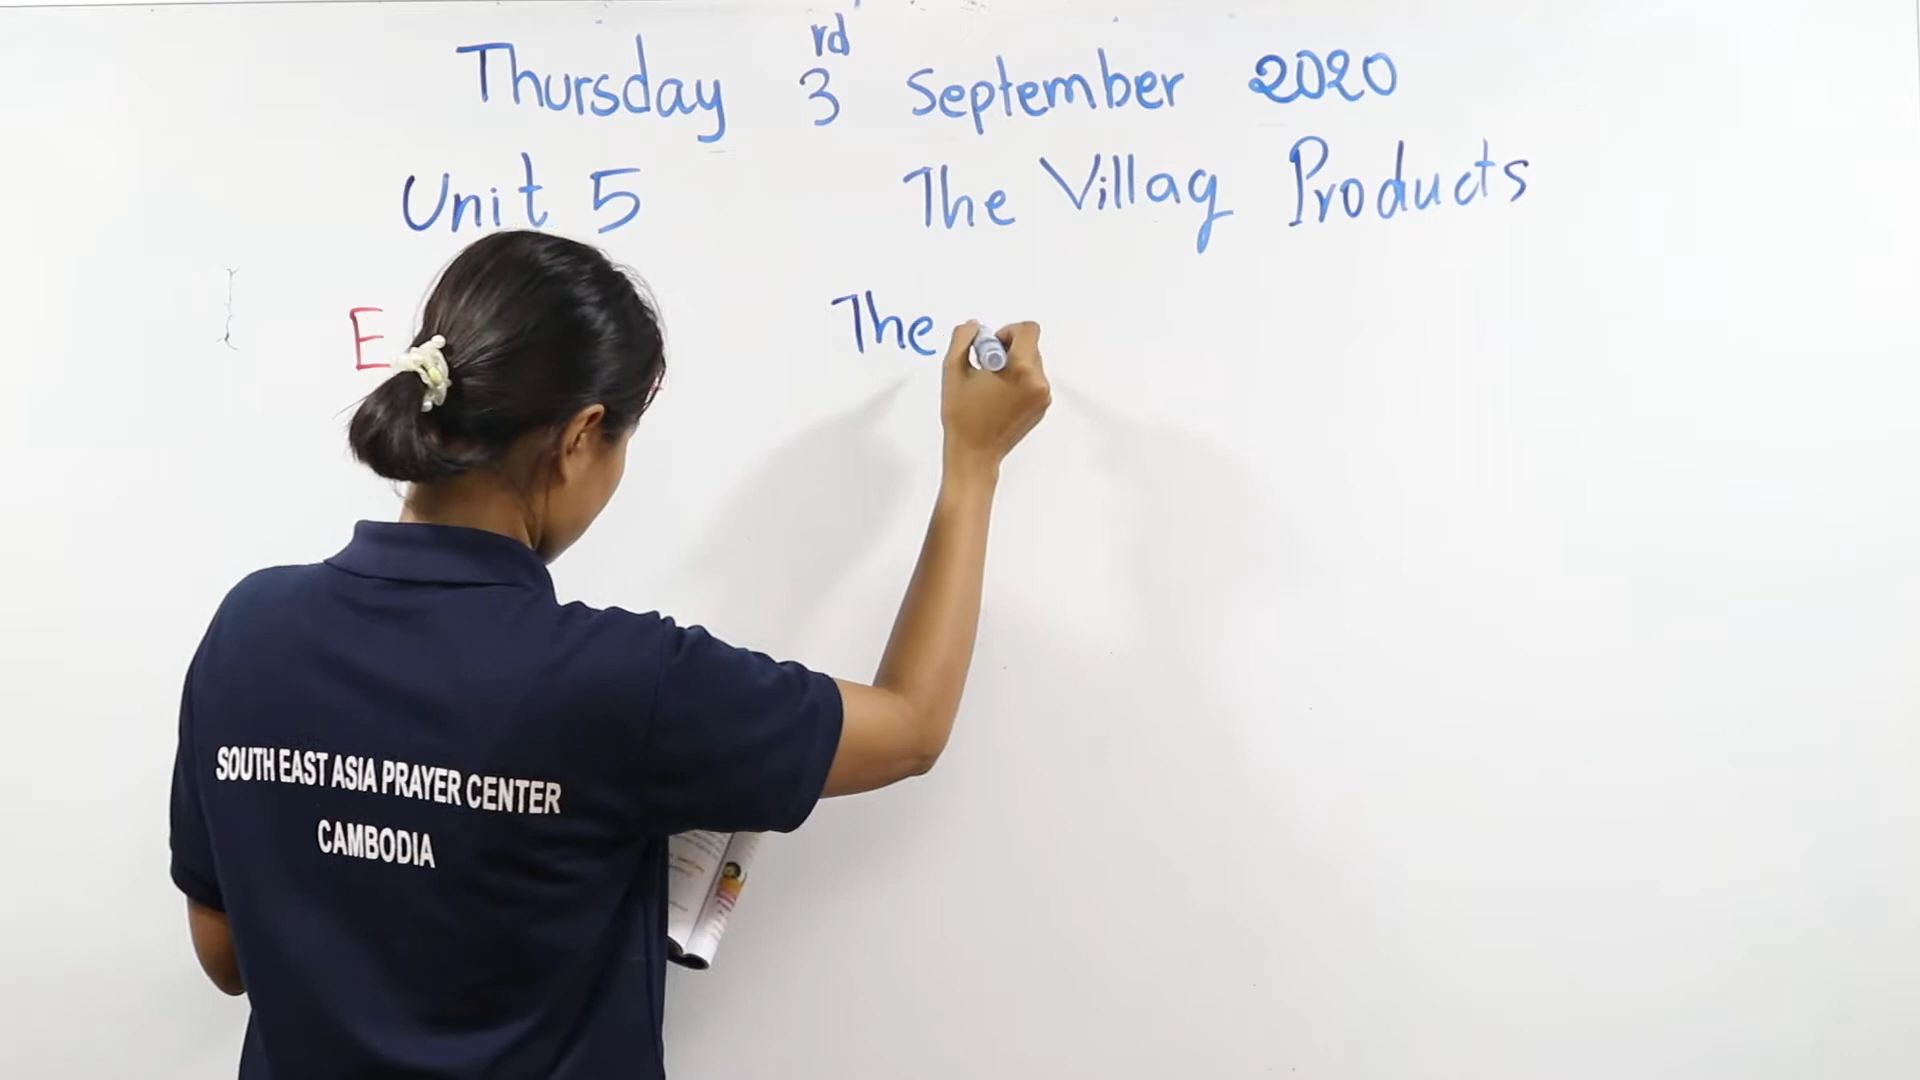 Thursday 3rd September 2020
Unit 5 The Villag Products
E The
SOUTH EAST ASIA PRAYER CENTER
CAMBODIA